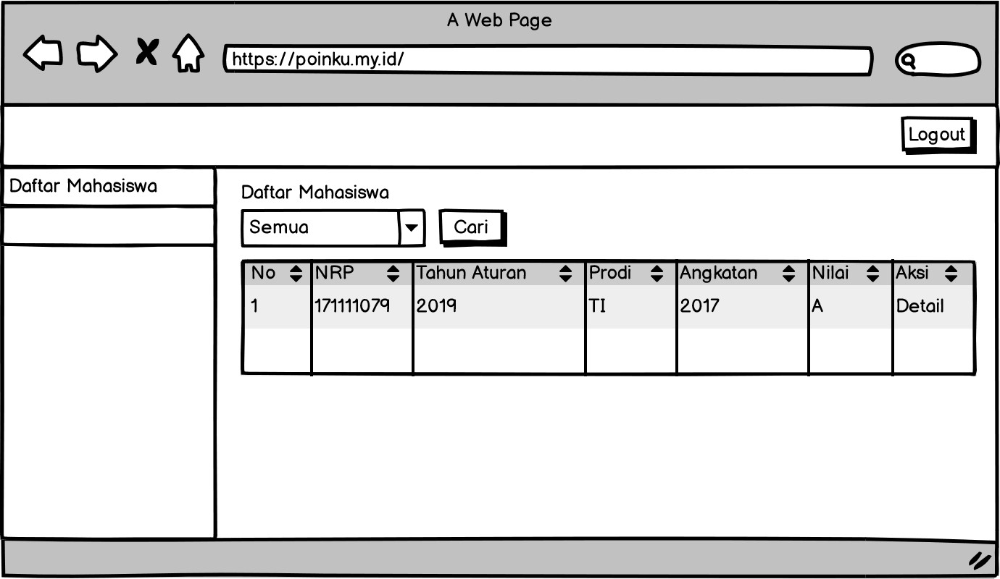 A Web Page
https://poinku.my.id/
Logout
Daftar Mahasiswa
Daftar Mahasiswa
Semua
Cari
No NRP Tahun Aturan Prodi Angkatan Nilai Aksi
1 171111079 2019 TI 2017 A Detail